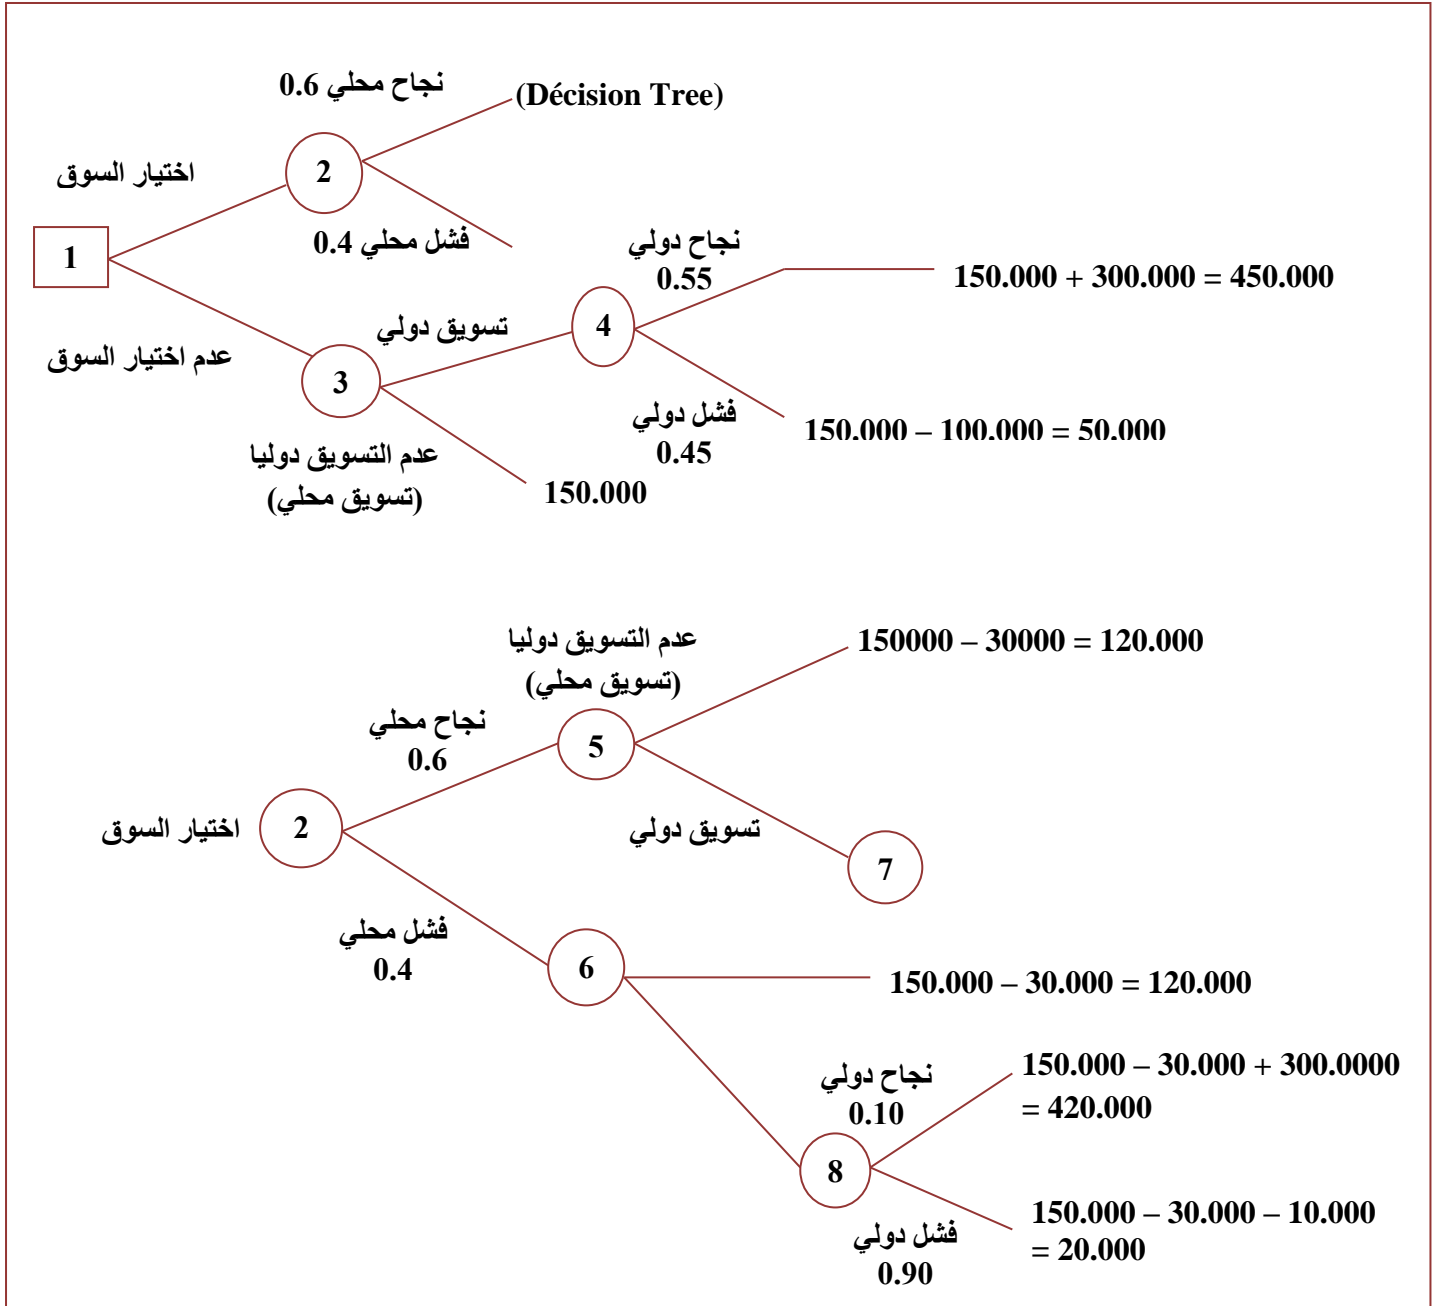 نجاح محلي 0.6
(Décision Tree)
اختيار السوق
2
1
فشل محلي 0.4
نجاح دولي
0.55
150.000 + 300.000 = 450.000
تسويق دولي
4
عدم اختيار السوق
3
فشل دولي
0.45
150.000 – 100.000 = 50.000
عدم التسويق دوليا
(تسويق محلي)
150.000
عدم التسويق دوليا
(تسويق محلي)
150000 – 30000 = 120.000
نجاح محلي
0.6
5
اختيار السوق
2
تسويق دولي
7
فشل محلي
0.4
6
150.000 – 30.000 = 120.000
نجاح دولي
0.10
150.000 – 30.000 + 300.0000
= 420.000
8
150.000 – 30.000 – 10.000
= 20.000
فشل دولي
0.90